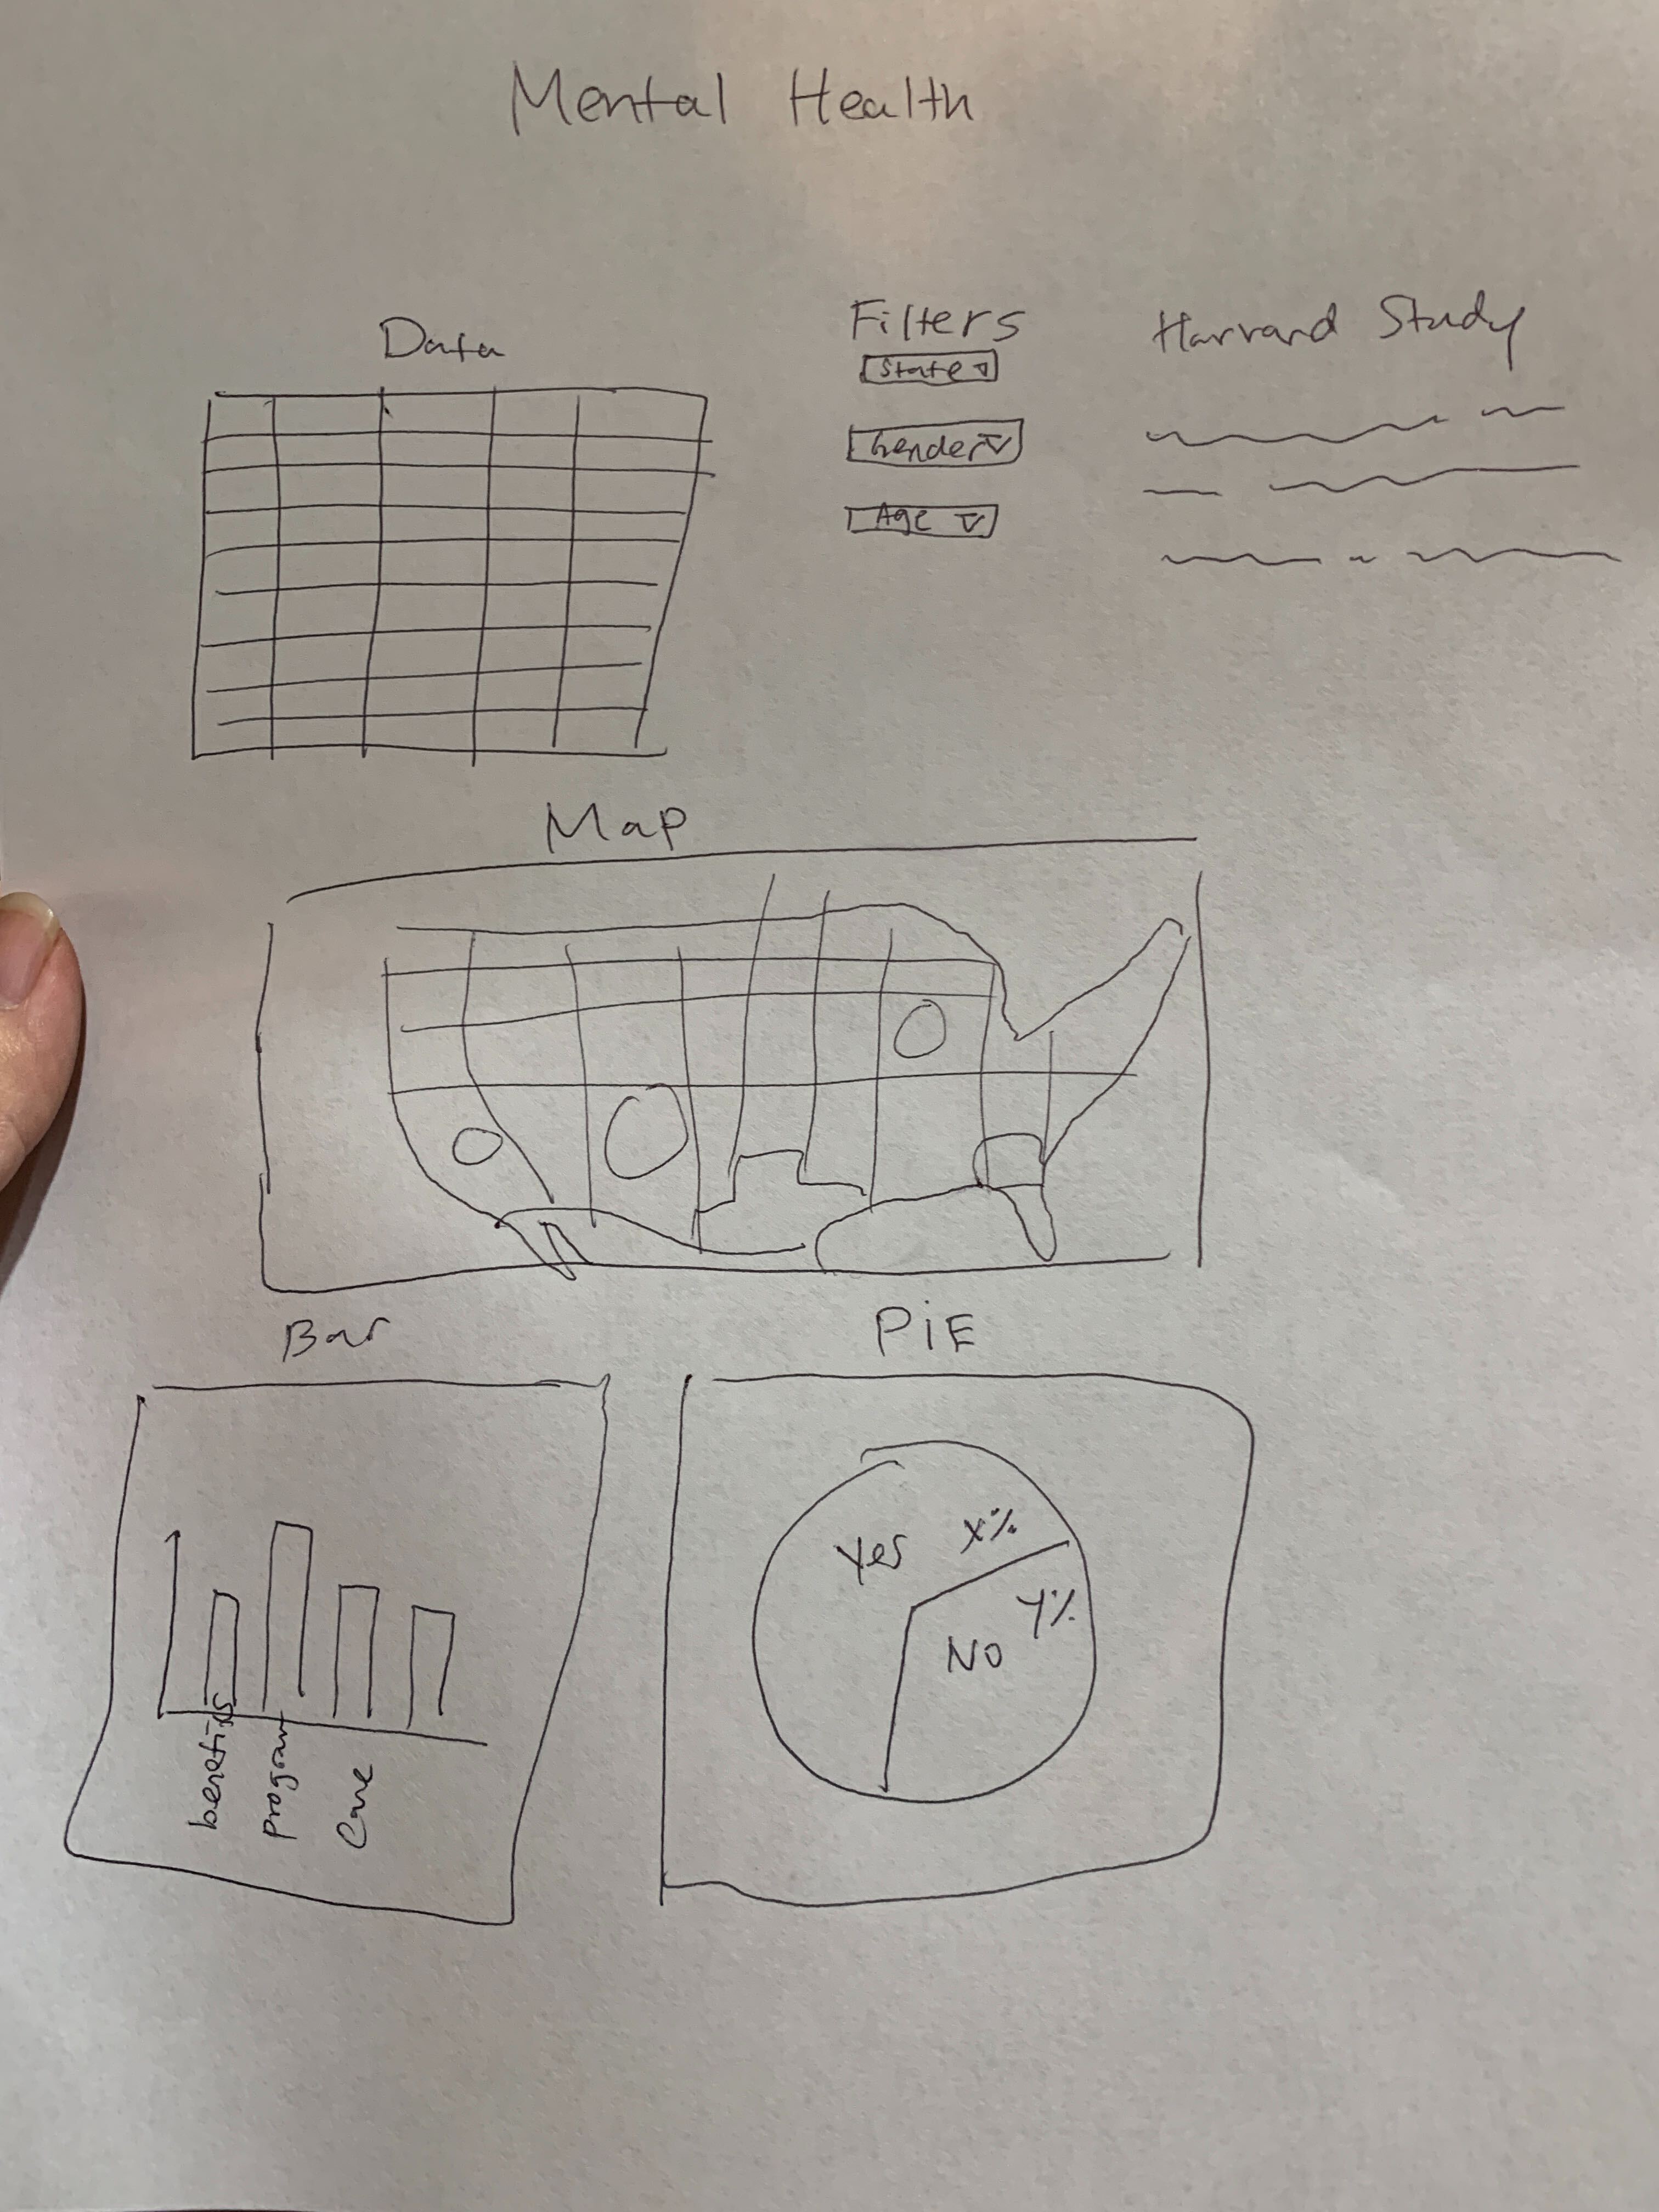 Mental Health
Data
Filters
State
Gender
Age
Harvard Study
Map
Bar
benefits
program
Care
PiE
Yes X%
No Y%